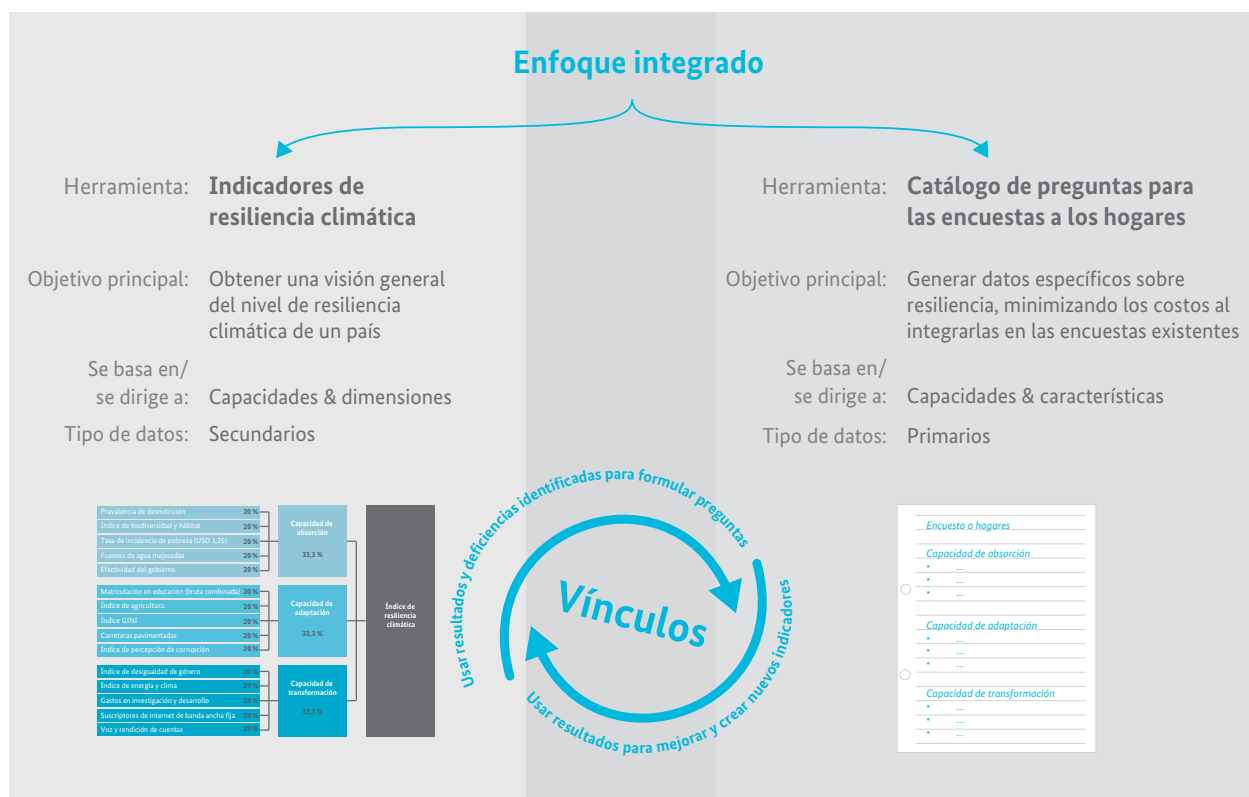 Enfoque integrado
Herramienta: Indicadores de
resiliencia climática
Objetivo principal: Obtener una visión general
del nivel de resiliencia
climática de un país
Se basa en/
se dirige a: Capacidades & dimensiones
Tipo de datos: Secundarios
Herramienta: Catálogo de preguntas para
las encuestas a los hogares
Objetivo principal: Generar datos específicos sobre
resiliencia, minimizando los costos al
integrarlas en las encuestas existentes
Se basa en/
se dirige a: Capacidades & características
Tipo de datos: Primarios
Prevalencia de desnutrición 20 %
Índice de biodiversidad y hábitat 20 %
Tasa de incidencia de pobreza (USD 1,25) 20 %
Fuentes de agua mejoradas 20 %
Efectividad del gobierno 20 %
Capacidad de
absorción
33,3 %
Matriculación en educación (bruta combinada) 20 %
Índice de agricultura 20 %
Índice GINI 20 %
Carreteras pavimentadas 20 %
Índice de percepción de corrupción 20 %
Capacidad de
adaptación
33,3 %
Índice de desigualdad de género 20 %
Índice de energía y clima 20 %
Gastos en investigación y desarrollo 20 %
Suscriptores de internet de banda ancha fija 20 %
Voz y rendición de cuentas 20 %
Capacidad de
transformación
33,3 %
Índice de
resiliencia
climática
Usar resultados y deficiencias identificadas para formular preguntas
Vínculos
Usar resultados para mejorar y crear nuevos indicadores
Encuesta a hogares
Capacidad de absorción
• ...
• ...
• ...
Capacidad de adaptación
• ...
• ...
• ...
Capacidad de transformación
• ...
• ...
• ...